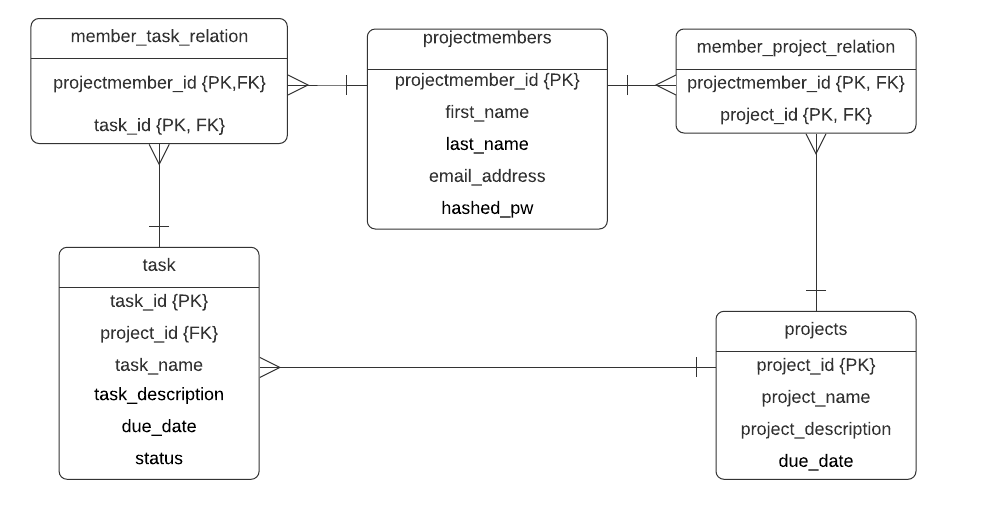 member_task_relation
projectmember_id {PK,FK}
task_id {PK, FK}
projectmembers
projectmember_id {PK}
first_name
last_name
email_address
hashed_pw
member_project_relation
projectmember_id {PK, FK}
project_id {PK, FK}
task
task_id {PK}
project_id {FK}
task_name
task_description
due_date
status
projects
project_id {PK}
project_name
project_description
due_date